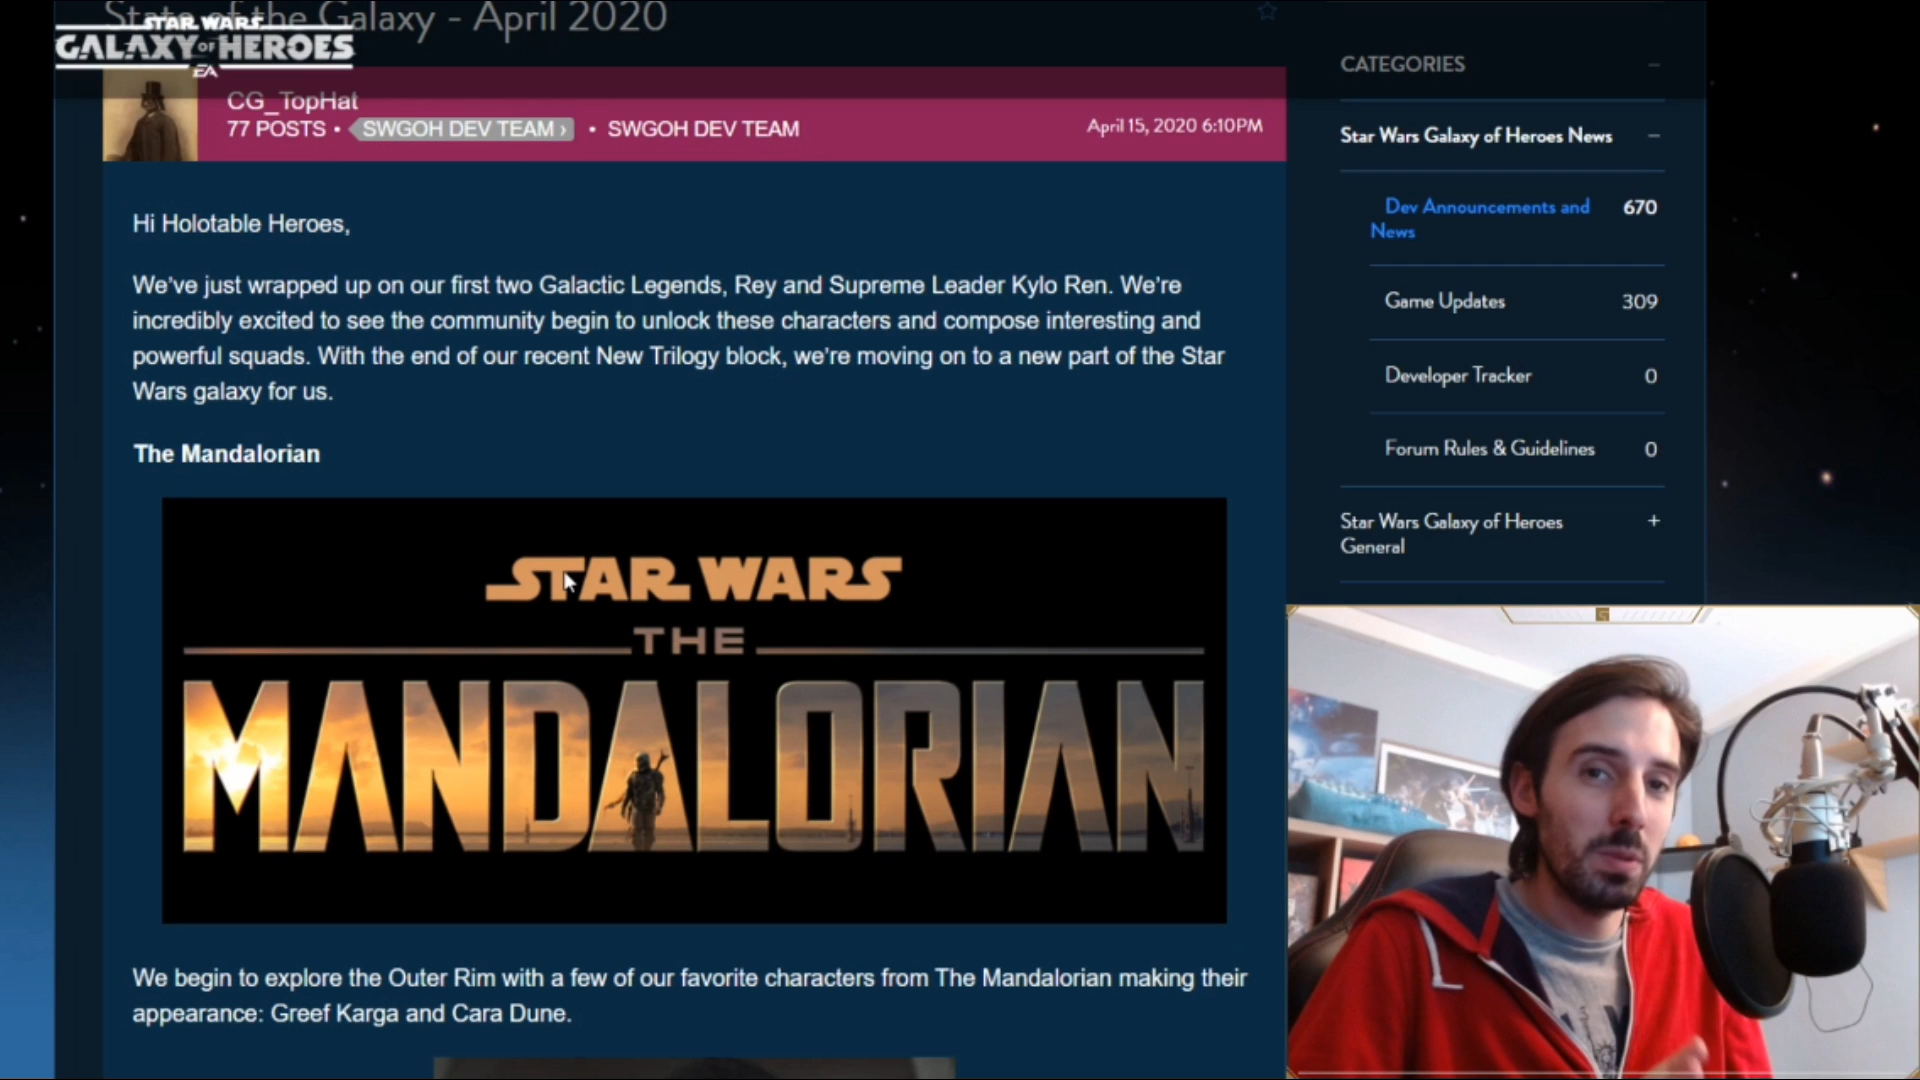 State of the Galaxy - April 2020
STAR WARS
GALAXY OF HEROES
EA
CG_TopHat
77 POSTS • SWGOH DEV TEAM › • SWGOH DEV TEAM
April 15, 2020 6:10PM
Hi Holotable Heroes,
We’ve just wrapped up on our first two Galactic Legends, Rey and Supreme Leader Kylo Ren. We’re
incredibly excited to see the community begin to unlock these characters and compose interesting and
powerful squads. With the end of our recent New Trilogy block, we’re moving on to a new part of the Star
Wars galaxy for us.
The Mandalorian
STAR WARS
THE
MANDALORIAN
We begin to explore the Outer Rim with a few of our favorite characters from The Mandalorian making their
appearance: Greef Karga and Cara Dune.
CATEGORIES –
Star Wars Galaxy of Heroes News –
Dev Announcements and 670
News
Game Updates 309
Developer Tracker 0
Forum Rules & Guidelines 0
Star Wars Galaxy of Heroes +
General